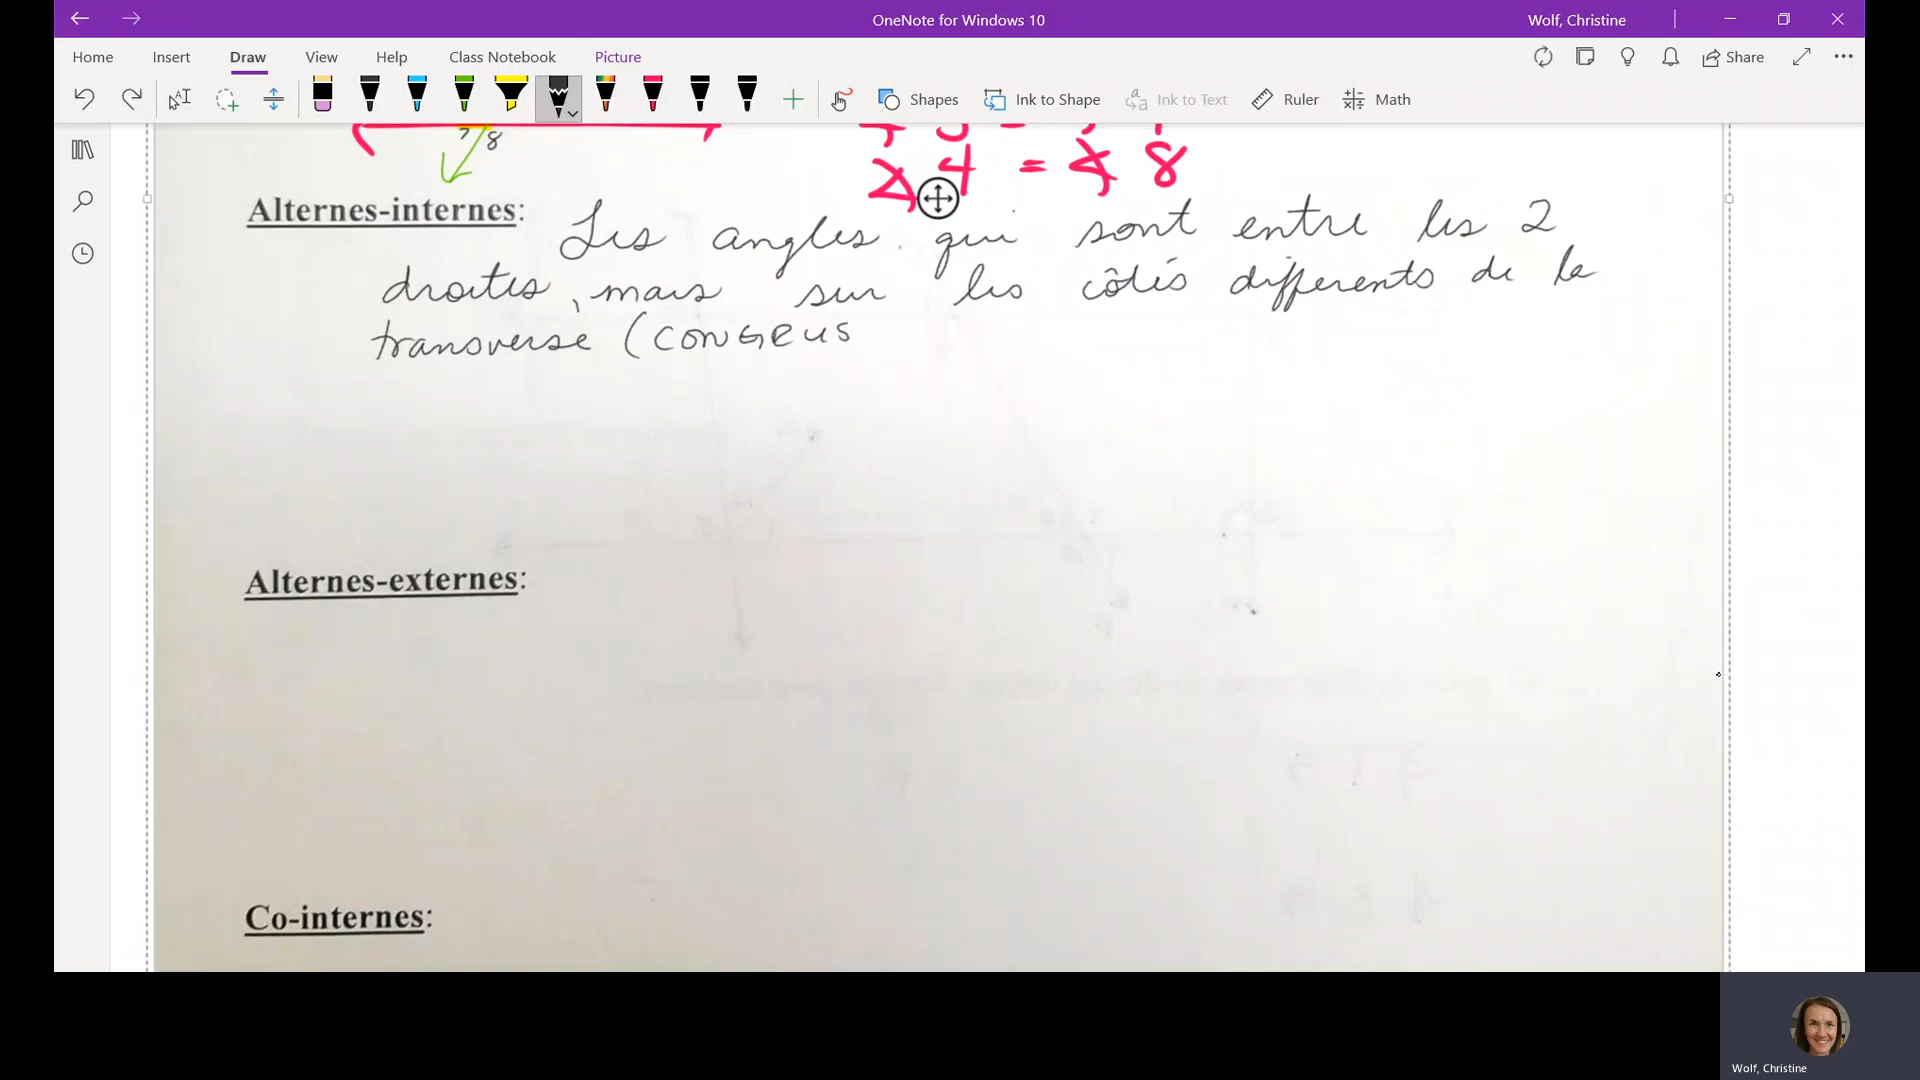 OneNote for Windows 10
Wolf, Christine
Home Insert Draw View Help Class Notebook Picture
Share
Shapes Ink to Shape Ink to Text Ruler Math
7 8
∡ 4 = ∡ 8
Alternes-internes: Les angles qui sont entre les 2
droites, mais sur les côtés differents de la
transverse (CONGRUS
Alternes-externes:
Co-internes:
Wolf, Christine